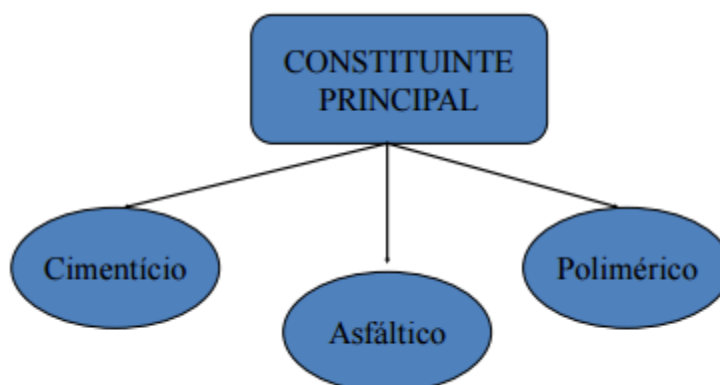 CONSTITUINTE
PRINCIPAL
Cimentício
Polimérico
Asfáltico